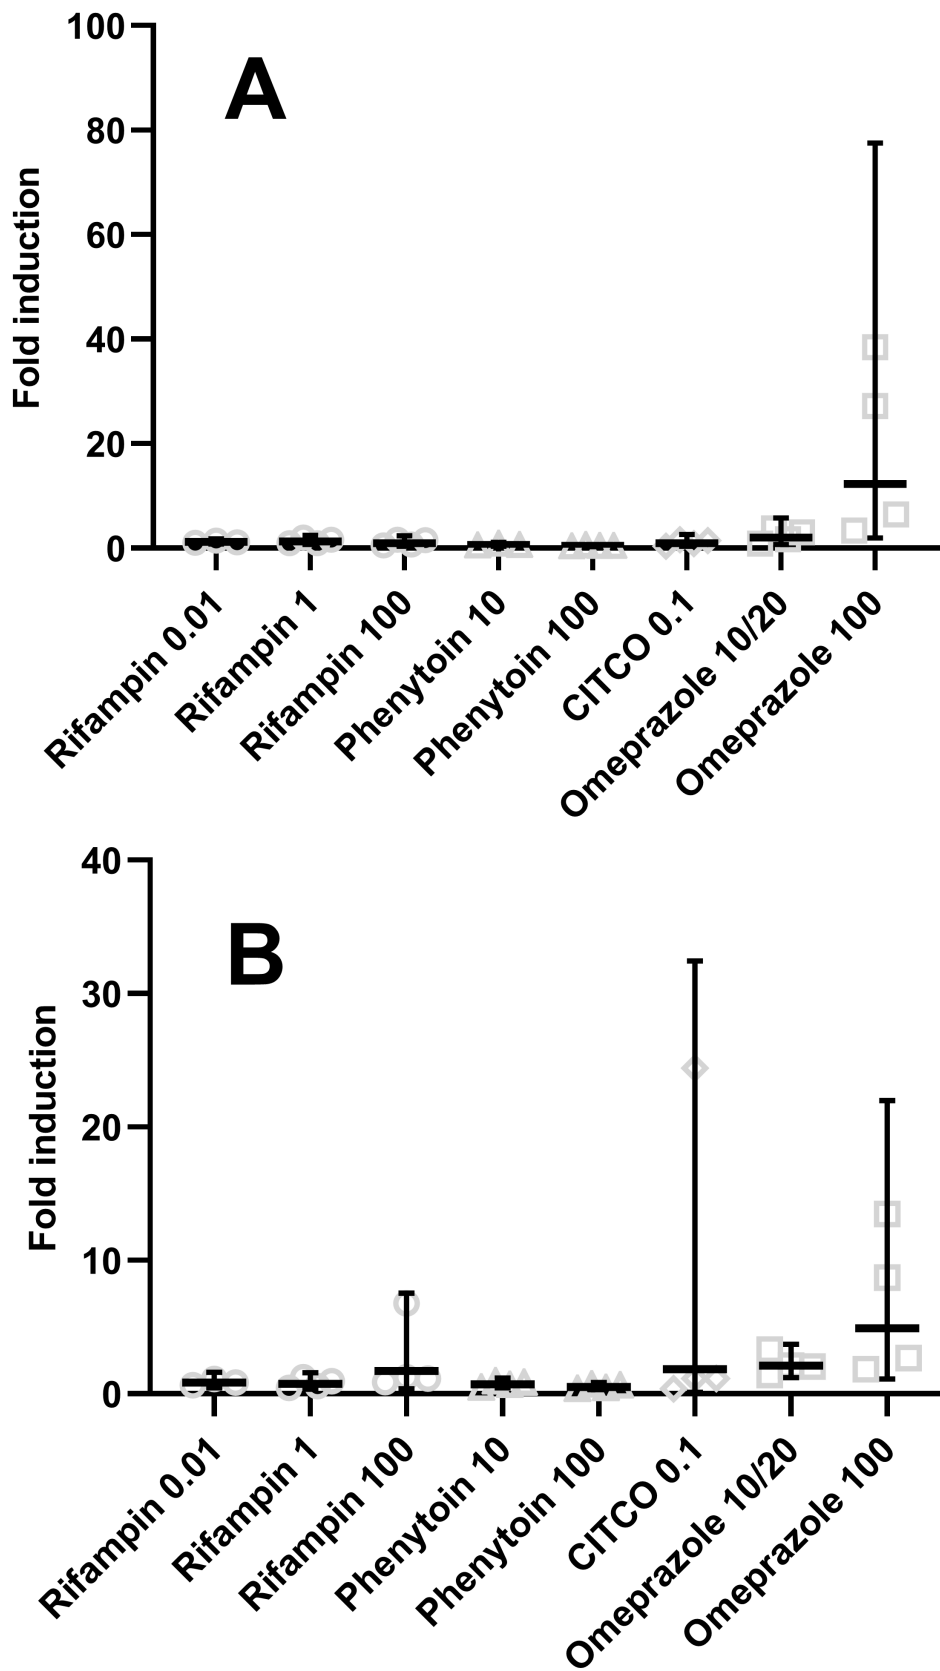 A
Fold induction
100
80
60
40
20
0
Rifampin 0.01
Rifampin 1
Rifampin 100
Phenytoin 10
Phenytoin 100
CITCO 0.1
Omeprazole 10/20
Omeprazole 100
B
Fold induction
40
30
20
10
0
Rifampin 0.01
Rifampin 1
Rifampin 100
Phenytoin 10
Phenytoin 100
CITCO 0.1
Omeprazole 10/20
Omeprazole 100